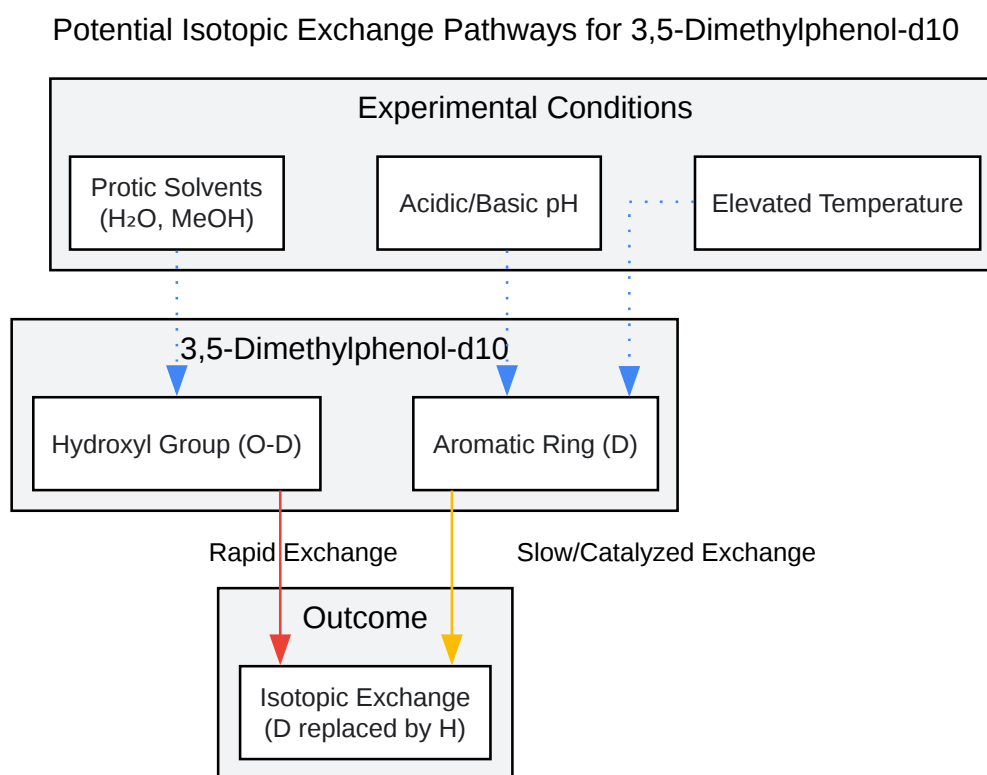 Potential Isotopic Exchange Pathways for 3,5-Dimethylphenol-d10
Experimental Conditions
Protic Solvents
(H₂O, MeOH)
Acidic/Basic pH
Elevated Temperature
3,5-Dimethylphenol-d10
Hydroxyl Group (O-D)
Aromatic Ring (D)
Rapid Exchange
Slow/Catalyzed Exchange
Outcome
Isotopic Exchange
(D replaced by H)